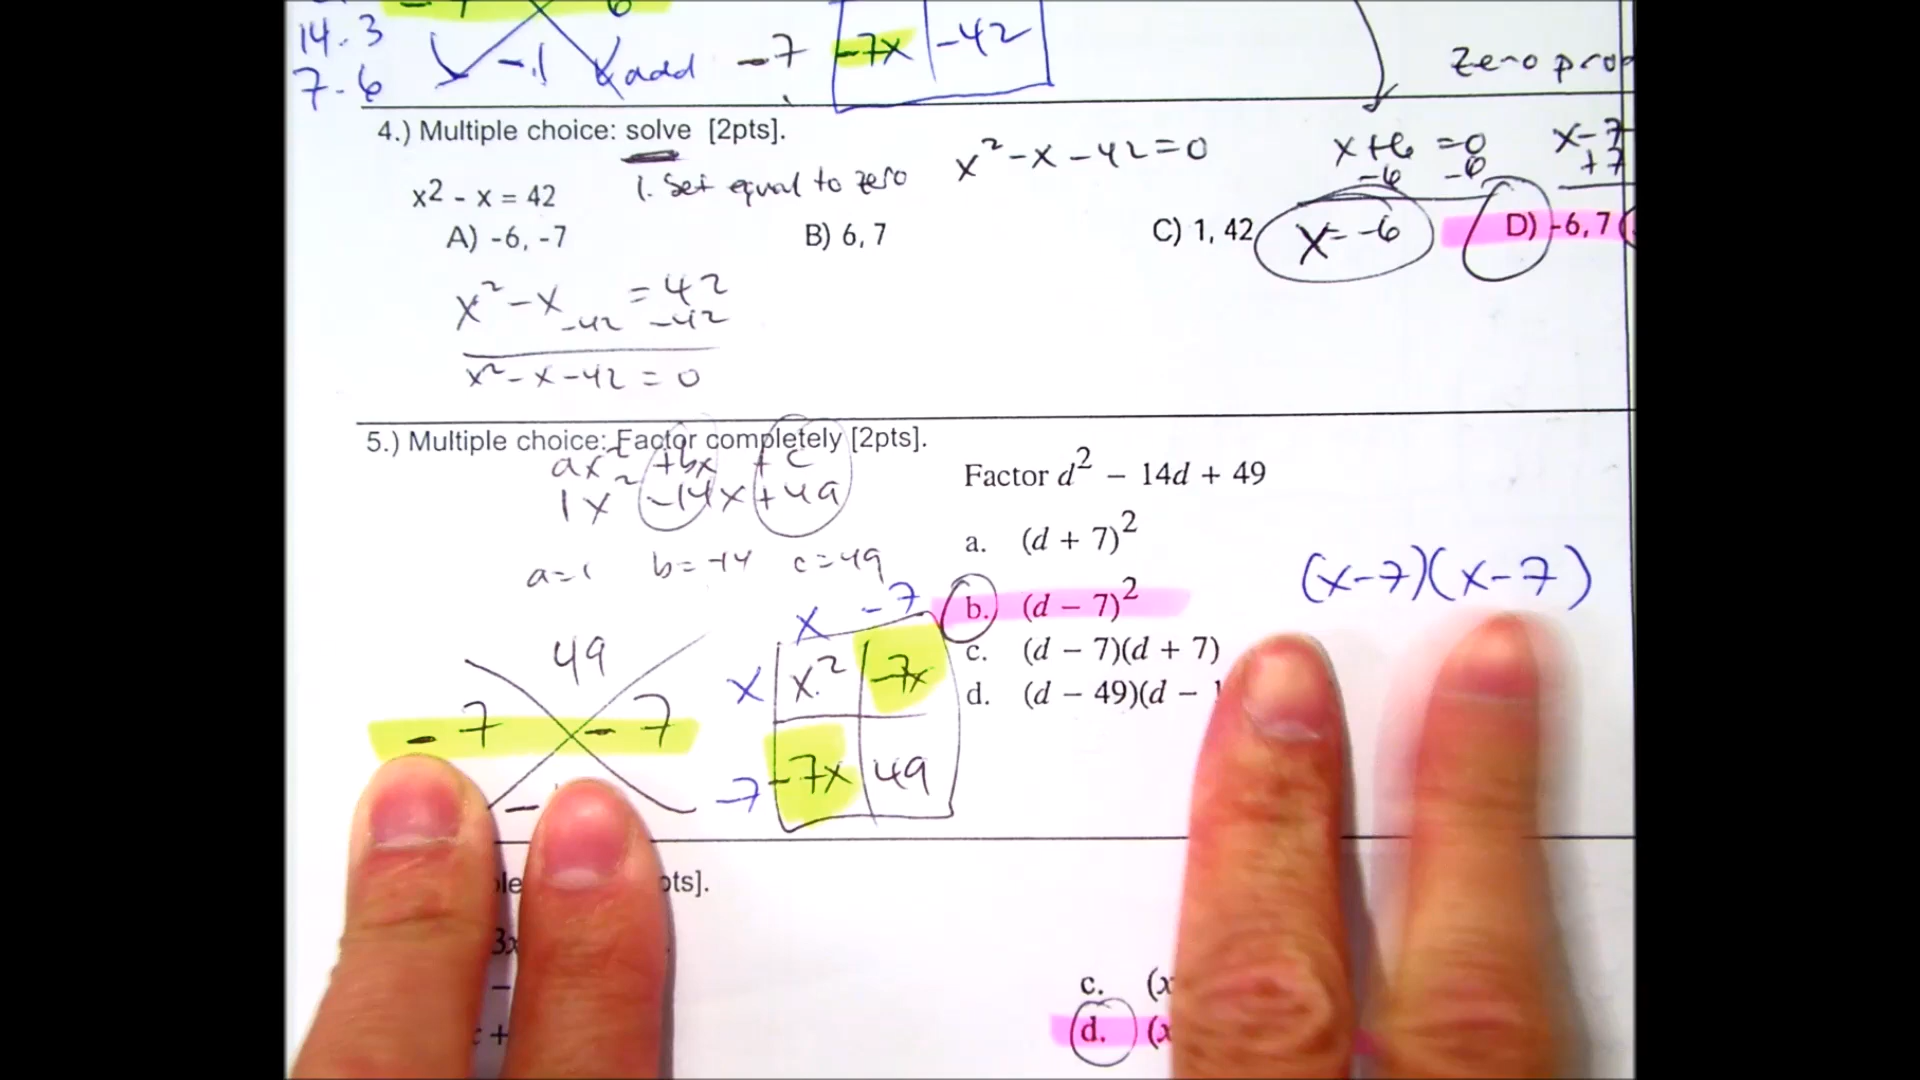 14.3
7-6
-1 add -7
-7x -42
zero
4.) Multiple choice: solve [2pts].
x² - x = 42
1. Set equal to zero
x² - x - 42 = 0
x+6 = 0
-6 -6
x = -6
x-7
+7
A) -6, -7 B) 6, 7 C) 1, 42 D) -6, 7
x² - x = 42
-42 -42
x² - x - 42 = 0
5.) Multiple choice: Factor completely [2pts].
ax² + bx + c
1x² -14x +49
a=1 b=-14 c=49
Factor d² - 14d + 49
a. (d + 7)²
b. (d - 7)²
c. (d - 7)(d + 7)
d. (d - 49)(d -
(x-7)(x-7)
49
-7 -7
x -7
x x² -7x
-7 -7x 49
c. (x
d. (x